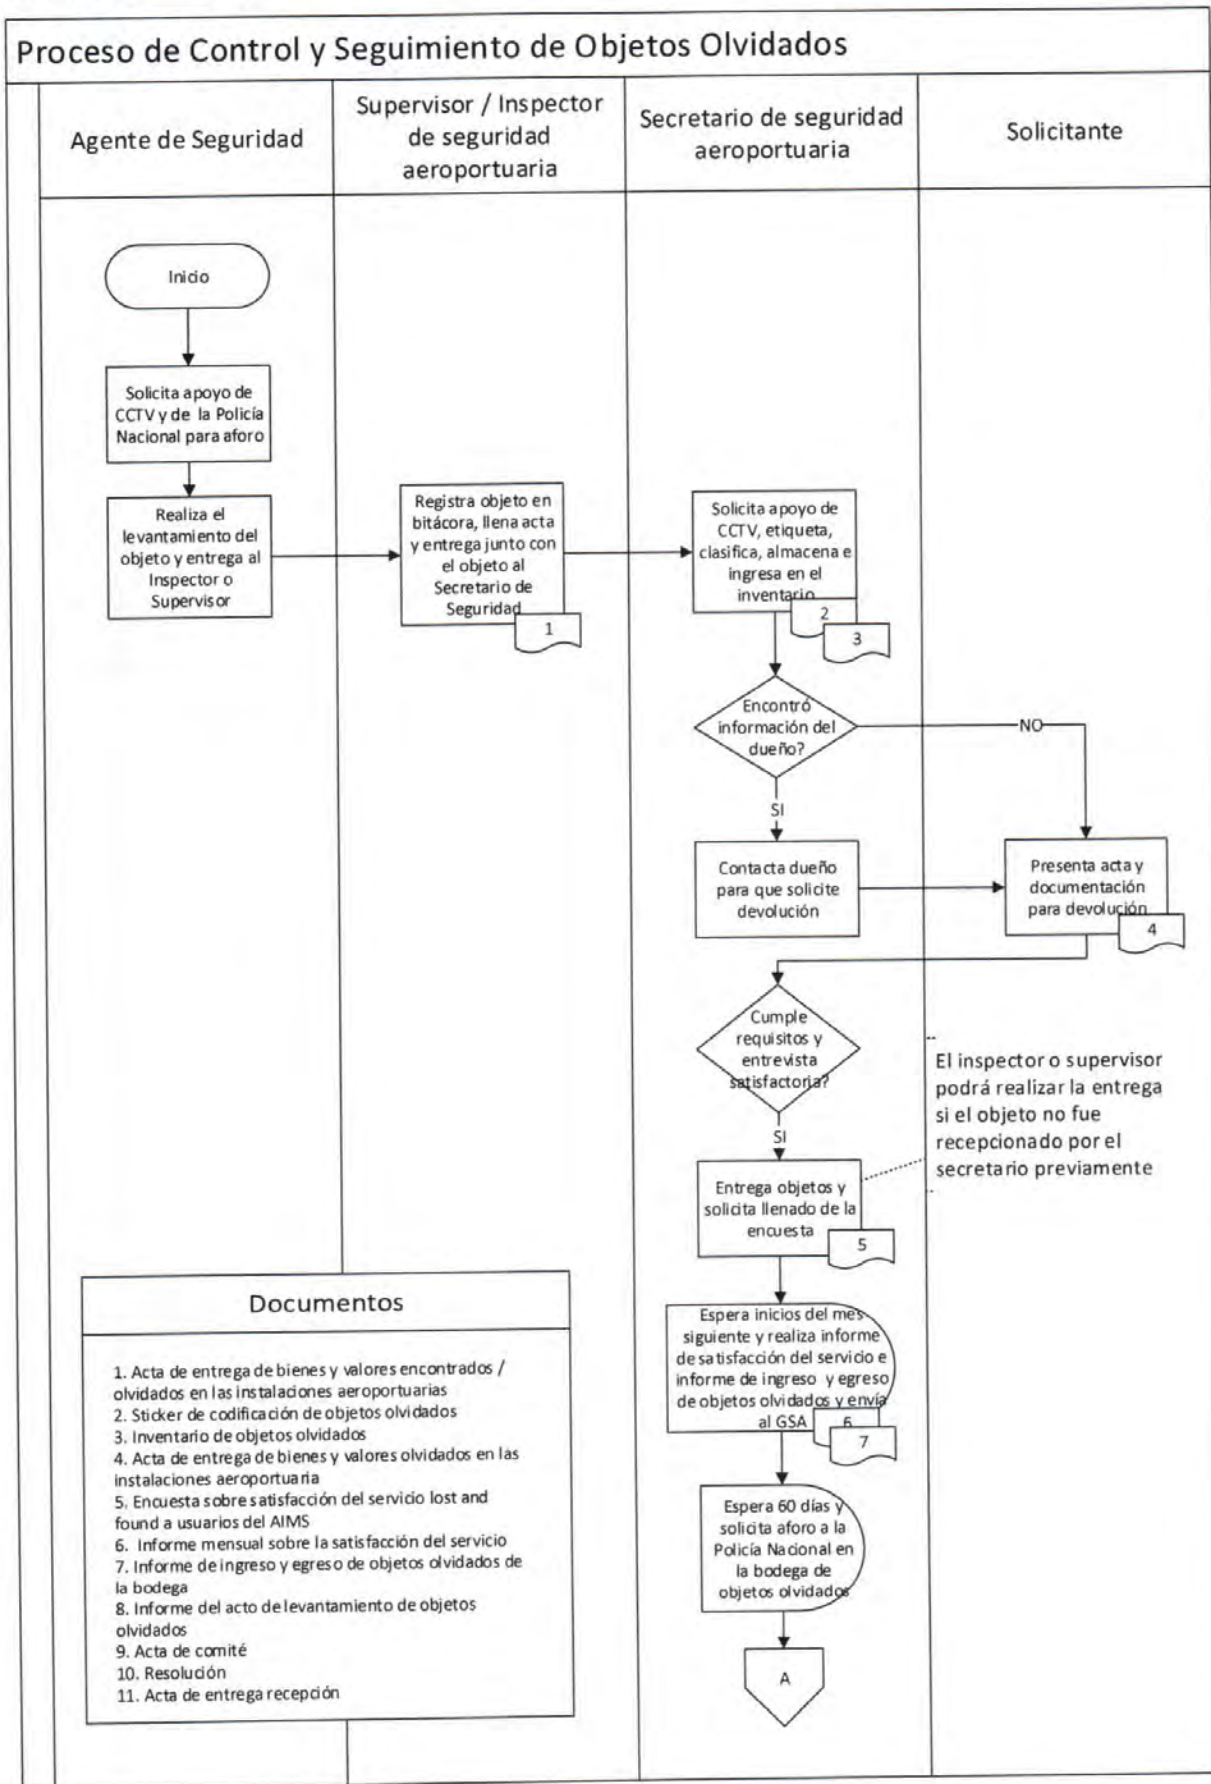 Proceso de Control y Seguimiento de Objetos Olvidados
Agente de Seguridad
Supervisor / Inspector
de seguridad
aeroportuaria
Secretario de seguridad
aeroportuaria
Solicitante
Inicio
Solicita apoyo de
CCTV y de la Policía
Nacional para aforo
Realiza el
levantamiento del
objeto y entrega al
Inspector o
Supervisor
Registra objeto en
bitácora, llena acta
y entrega junto con
el objeto al
Secretario de
Seguridad
1
Solicita apoyo de
CCTV, etiqueta,
clasifica, almacena e
ingresa en el
inventario
2
3
Encontró
información del
dueño?
NO
SI
Contacta dueño
para que solicite
devolución
Presenta acta y
documentación
para devolución
4
Cumple
requisitos y
entrevista
satisfactoria?
SI
El inspector o supervisor
podrá realizar la entrega
si el objeto no fue
recepcionado por el
secretario previamente
Entrega objetos y
solicita llenado de la
encuesta
5
Espera inicios del mes
siguiente y realiza informe
de satisfacción del servicio e
informe de ingreso y egreso
de objetos olvidados y envía
al GSA
6
7
Espera 60 días y
solicita aforo a la
Policía Nacional en
la bodega de
objetos olvidados
A
Documentos
1. Acta de entrega de bienes y valores encontrados /
olvidados en las instalaciones aeroportuarias
2. Sticker de codificación de objetos olvidados
3. Inventario de objetos olvidados
4. Acta de entrega de bienes y valores olvidados en las
instalaciones aeroportuaria
5. Encuesta sobre satisfacción del servicio lost and
found a usuarios del AIMS
6. Informe mensual sobre la satisfacción del servicio
7. Informe de ingreso y egreso de objetos olvidados de
la bodega
8. Informe del acto de levantamiento de objetos
olvidados
9. Acta de comité
10. Resolución
11. Acta de entrega recepción